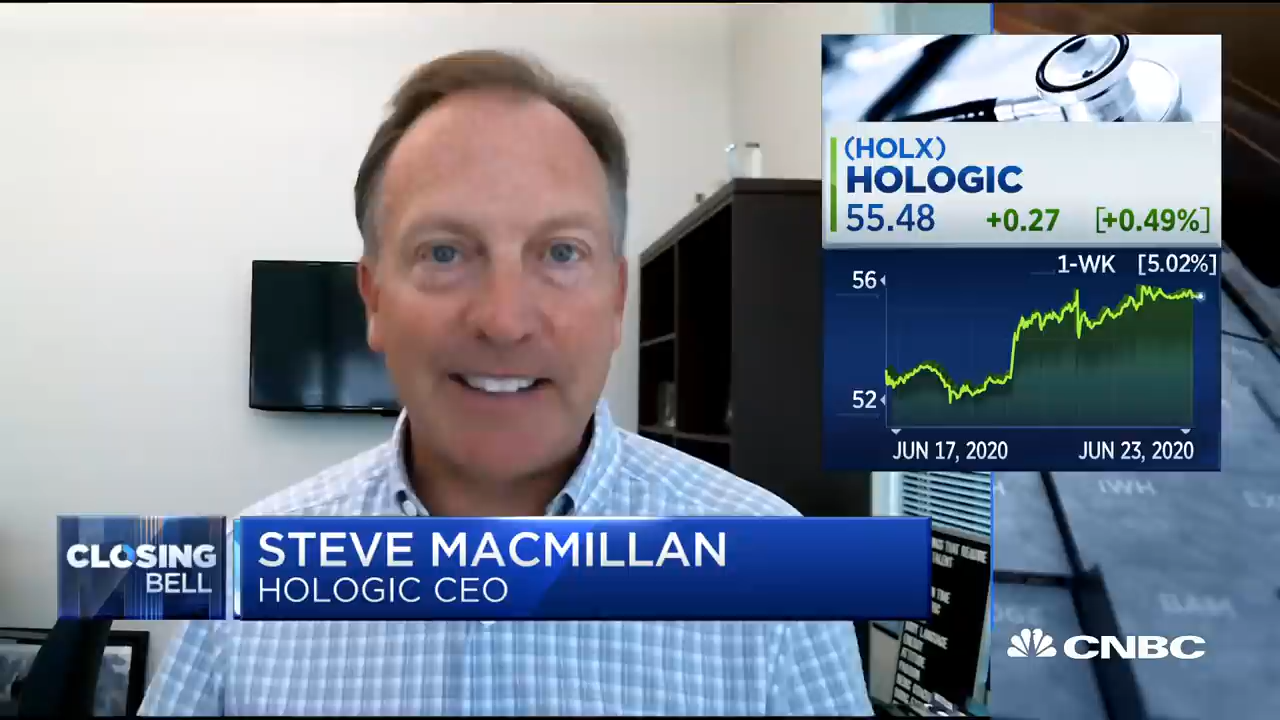 (HOLX)
HOLOGIC
55.48 +0.27 [+0.49%]
1-WK [5.02%]
56
52
JUN 17, 2020 JUN 23, 2020
CLOSING
BELL
STEVE MACMILLAN
HOLOGIC CEO
CNBC